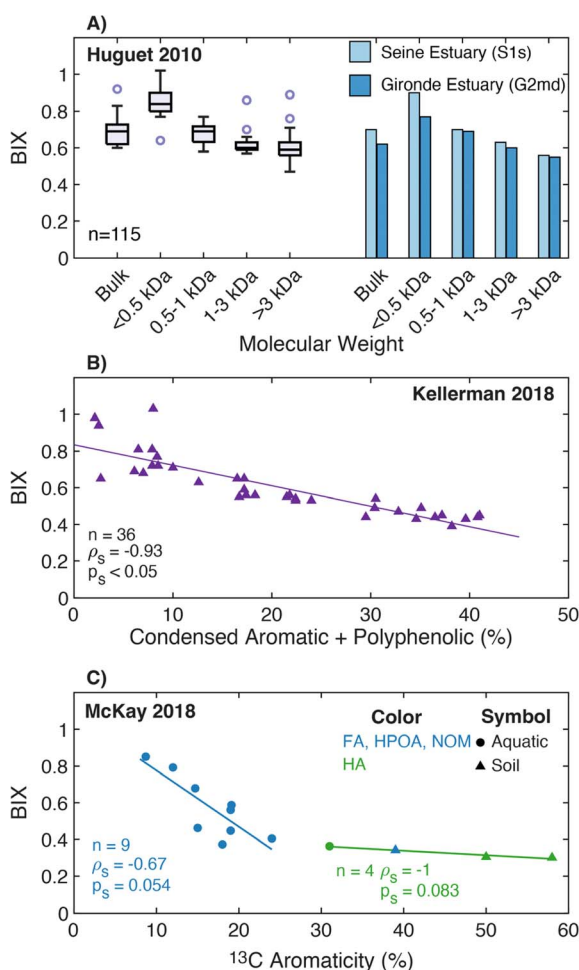 A)
Huguet 2010
Seine Estuary (S1s)
Gironde Estuary (G2md)
1
0.8
0.6
0.4
0.2
0
BIX
n=115
Bulk
<0.5 kDa
0.5-1 kDa
1-3 kDa
>3 kDa
Bulk
<0.5 kDa
0.5-1 kDa
1-3 kDa
>3 kDa
Molecular Weight
B)
Kellerman 2018
1
0.8
0.6
0.4
0.2
0
BIX
n = 36
ρs = -0.93
ps < 0.05
0 10 20 30 40 50
Condensed Aromatic + Polyphenolic (%)
C)
McKay 2018
Color Symbol
FA, HPOA, NOM Aquatic
HA Soil
1
0.8
0.6
0.4
0.2
0
BIX
n = 9
ρs = -0.67
ps = 0.054
n = 4 ρs = -1
ps = 0.083
0 10 20 30 40 50 60
13C Aromaticity (%)